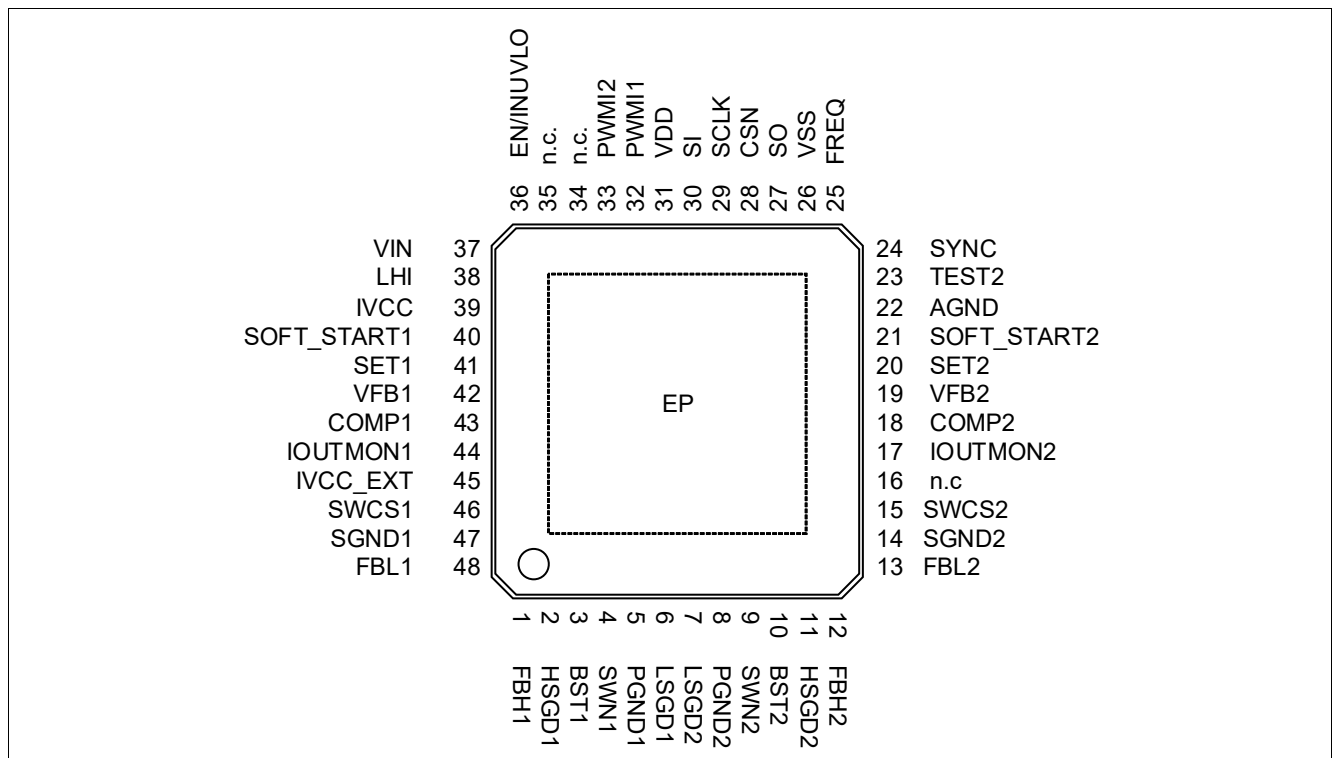 EN/INUVLO
n.c.
n.c.
PWMI2
PWMI1
VDD
SI
SCLK
CSN
SO
VSS
FREQ
36
35
34
33
32
31
30
29
28
27
26
25
VIN 37
LHI 38
IVCC 39
SOFT_START1 40
SET1 41
VFB1 42
COMP1 43
IOUTMON1 44
IVCC_EXT 45
SWCS1 46
SGND1 47
FBL1 48
EP
24 SYNC
23 TEST2
22 AGND
21 SOFT_START2
20 SET2
19 VFB2
18 COMP2
17 IOUTMON2
16 n.c
15 SWCS2
14 SGND2
13 FBL2
1
2
3
4
5
6
7
8
9
10
11
12
FBH1
HSGD1
BST1
SWN1
PGND1
LSGD1
LSGD2
PGND2
SWN2
BST2
HSGD2
FBH2